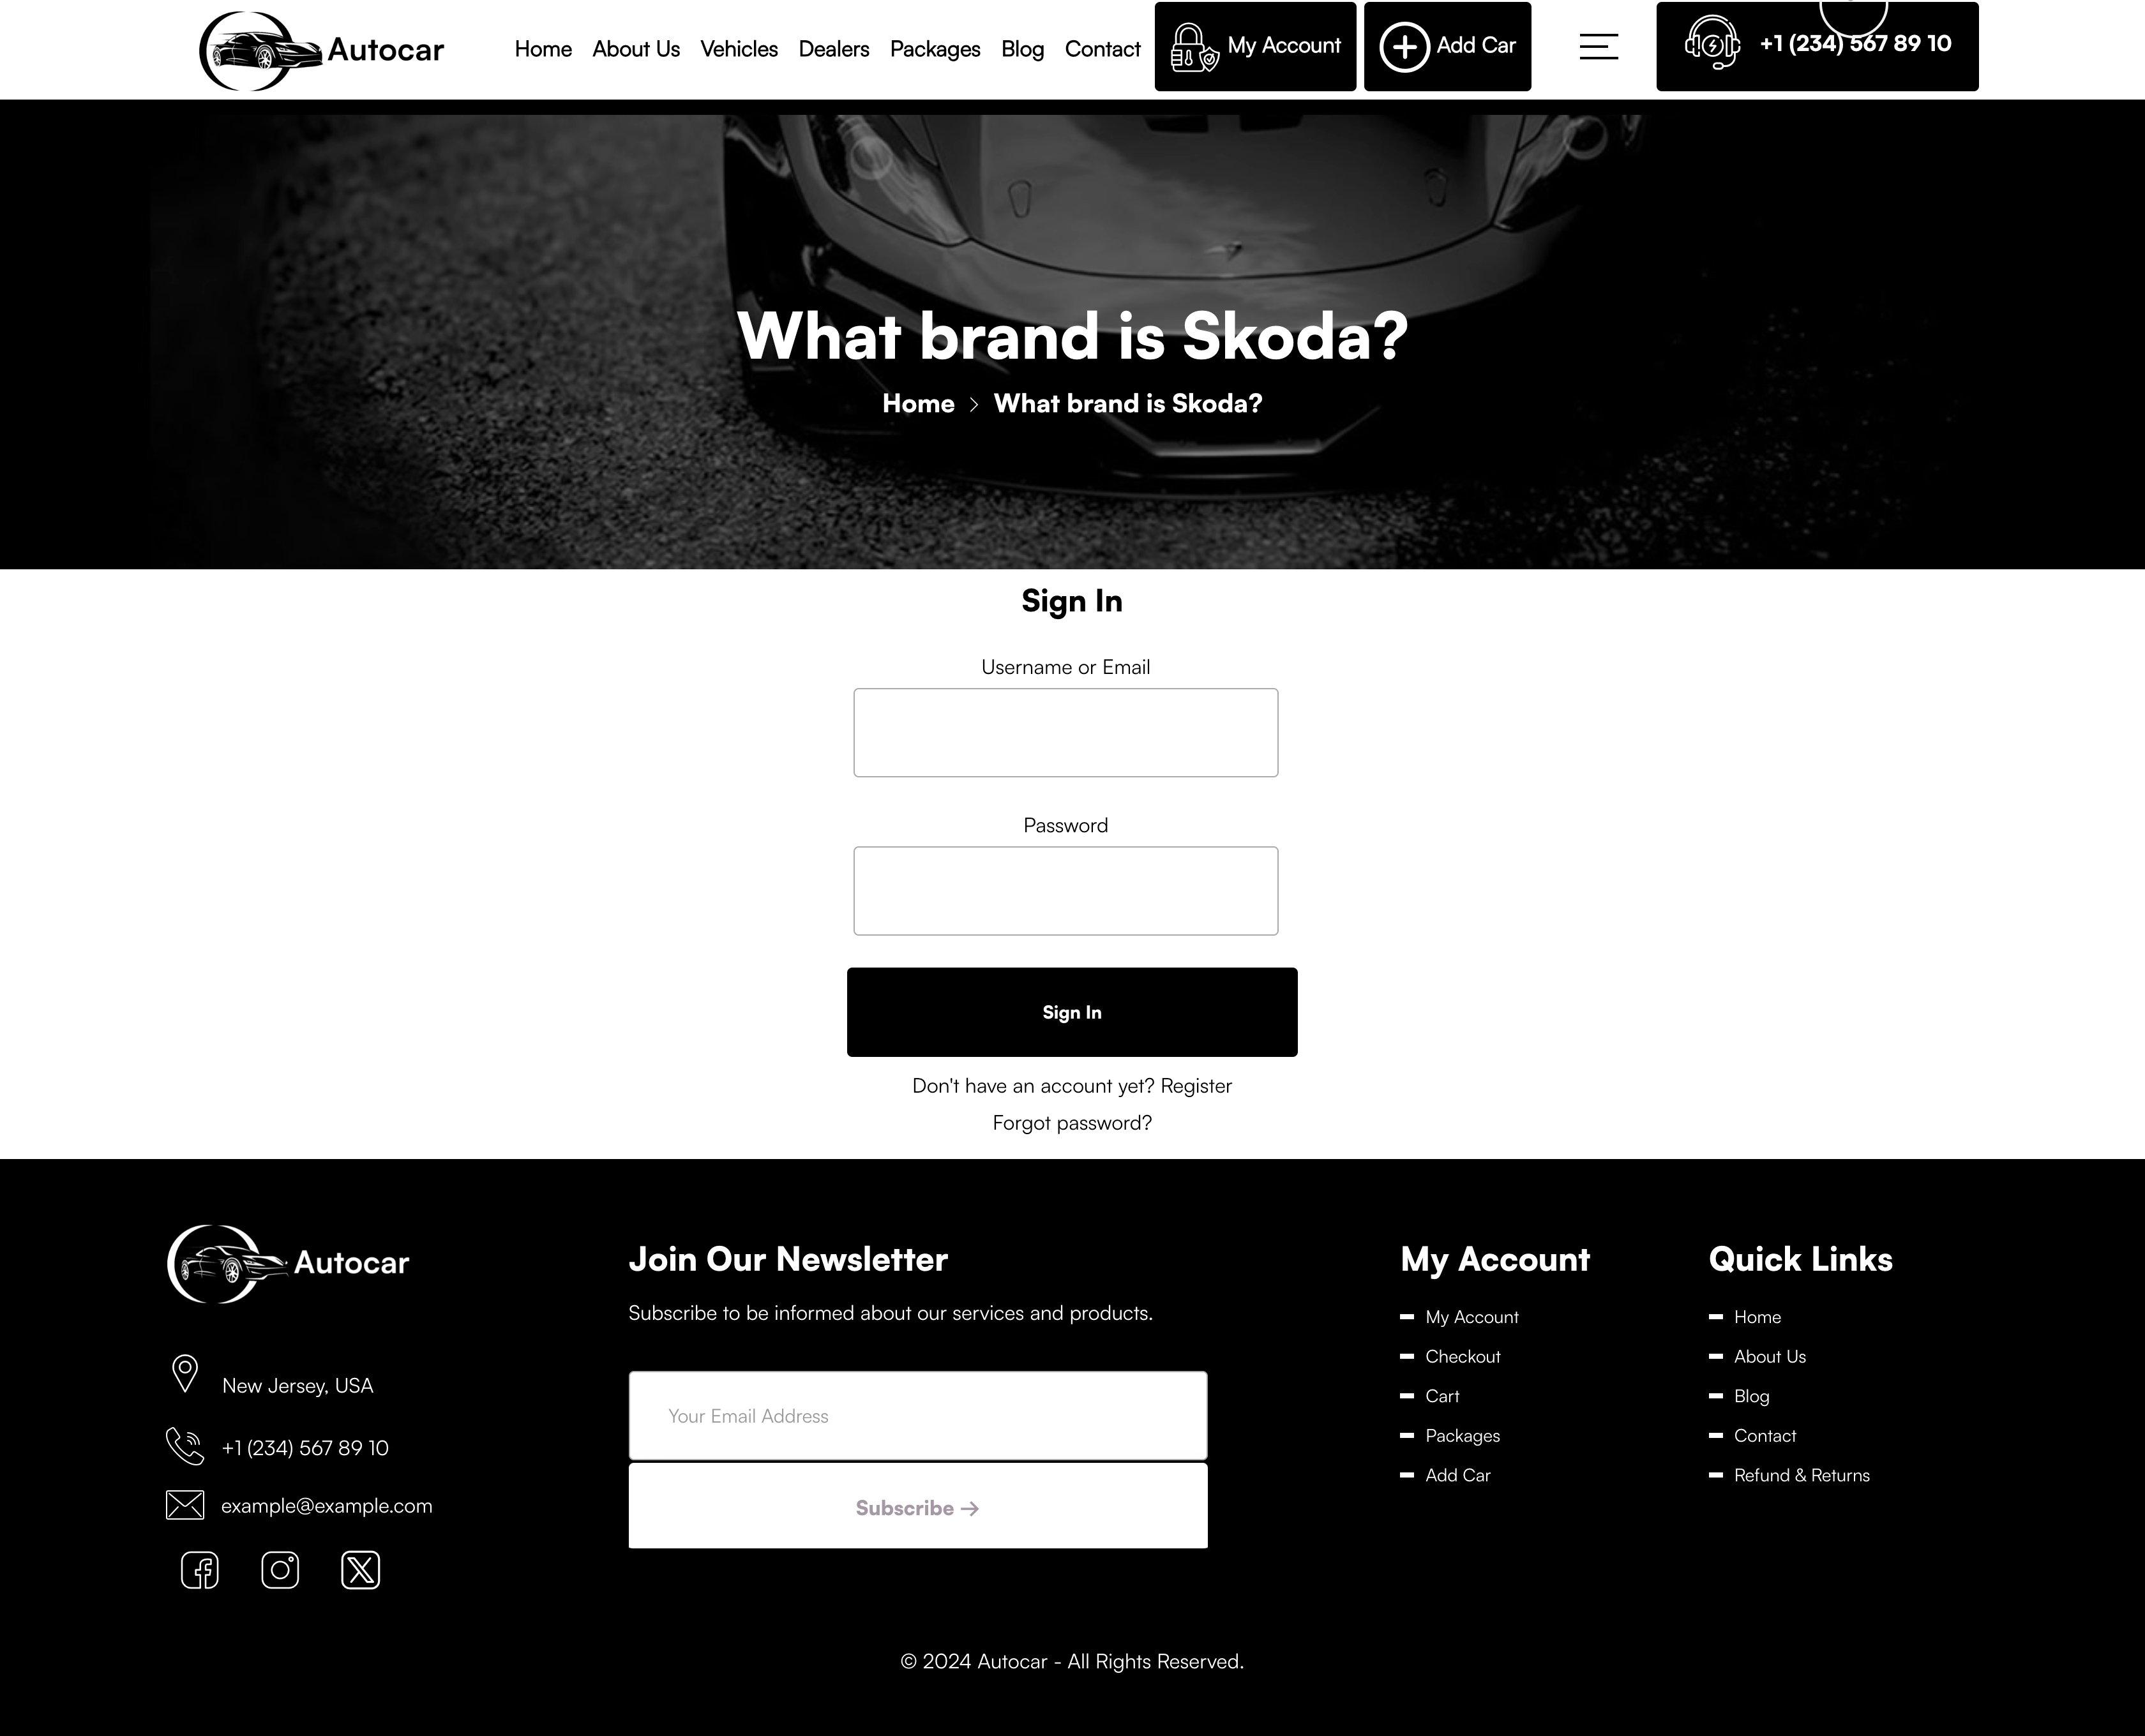 Autocar
Home About Us Vehicles Dealers Packages Blog Contact My Account Add Car +1 (234) 567 89 10
What brand is Skoda?
Home > What brand is Skoda?
Sign In
Username or Email
Password
Sign In
Don't have an account yet? Register
Forgot password?
Autocar
New Jersey, USA
+1 (234) 567 89 10
example@example.com
Join Our Newsletter
Subscribe to be informed about our services and products.
Your Email Address
Subscribe →
My Account
My Account
Checkout
Cart
Packages
Add Car
Quick Links
Home
About Us
Blog
Contact
Refund & Returns
© 2024 Autocar - All Rights Reserved.